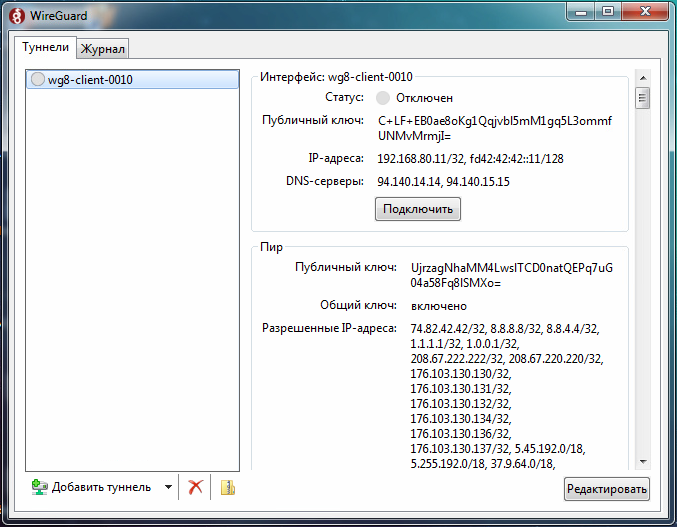 WireGuard
Туннели Журнал
wg8-client-0010
Интерфейс: wg8-client-0010
Статус: Отключен
Публичный ключ: C+LF+EB0ae8oKg1Qqjvbl5mM1gq5L3ommf
UNMvMrmjI=
IP-адреса: 192.168.80.11/32, fd42:42:42::11/128
DNS-серверы: 94.140.14.14, 94.140.15.15
Подключить
Пир
Публичный ключ: UjrzagNhaMM4LwslTCD0natQEPq7uG
04a58Fq8lSMXo=
Общий ключ: включено
Разрешенные IP-адреса: 74.82.42.42/32, 8.8.8.8/32, 8.8.4.4/32,
1.1.1.1/32, 1.0.0.1/32,
208.67.222.222/32, 208.67.220.220/32,
176.103.130.130/32,
176.103.130.131/32,
176.103.130.132/32,
176.103.130.134/32,
176.103.130.136/32,
176.103.130.137/32, 5.45.192.0/18,
5.255.192.0/18, 37.9.64.0/18,
Добавить туннель
Редактировать